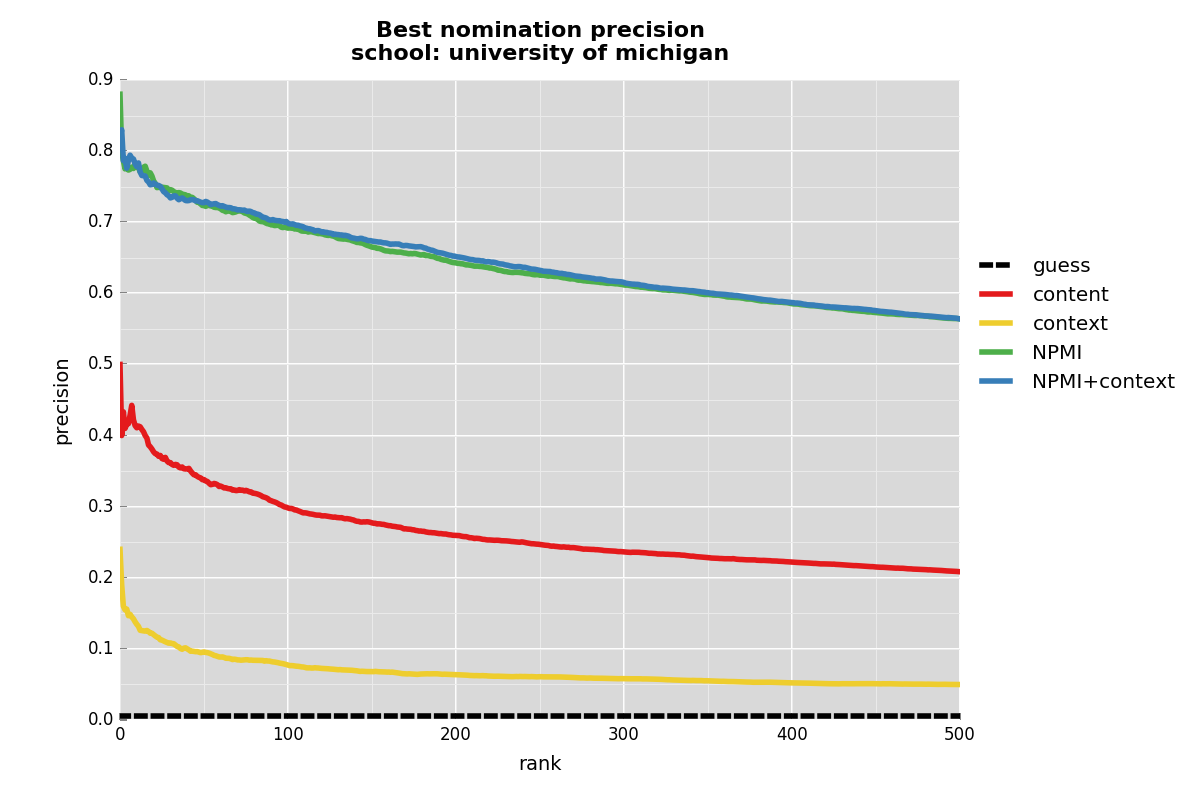 Best nomination precision
school: university of michigan
0.9
0.8
0.7
0.6
0.5
0.4
0.3
0.2
0.1
0.0
precision
0 100 200 300 400 500
rank
guess
content
context
NPMI
NPMI+context